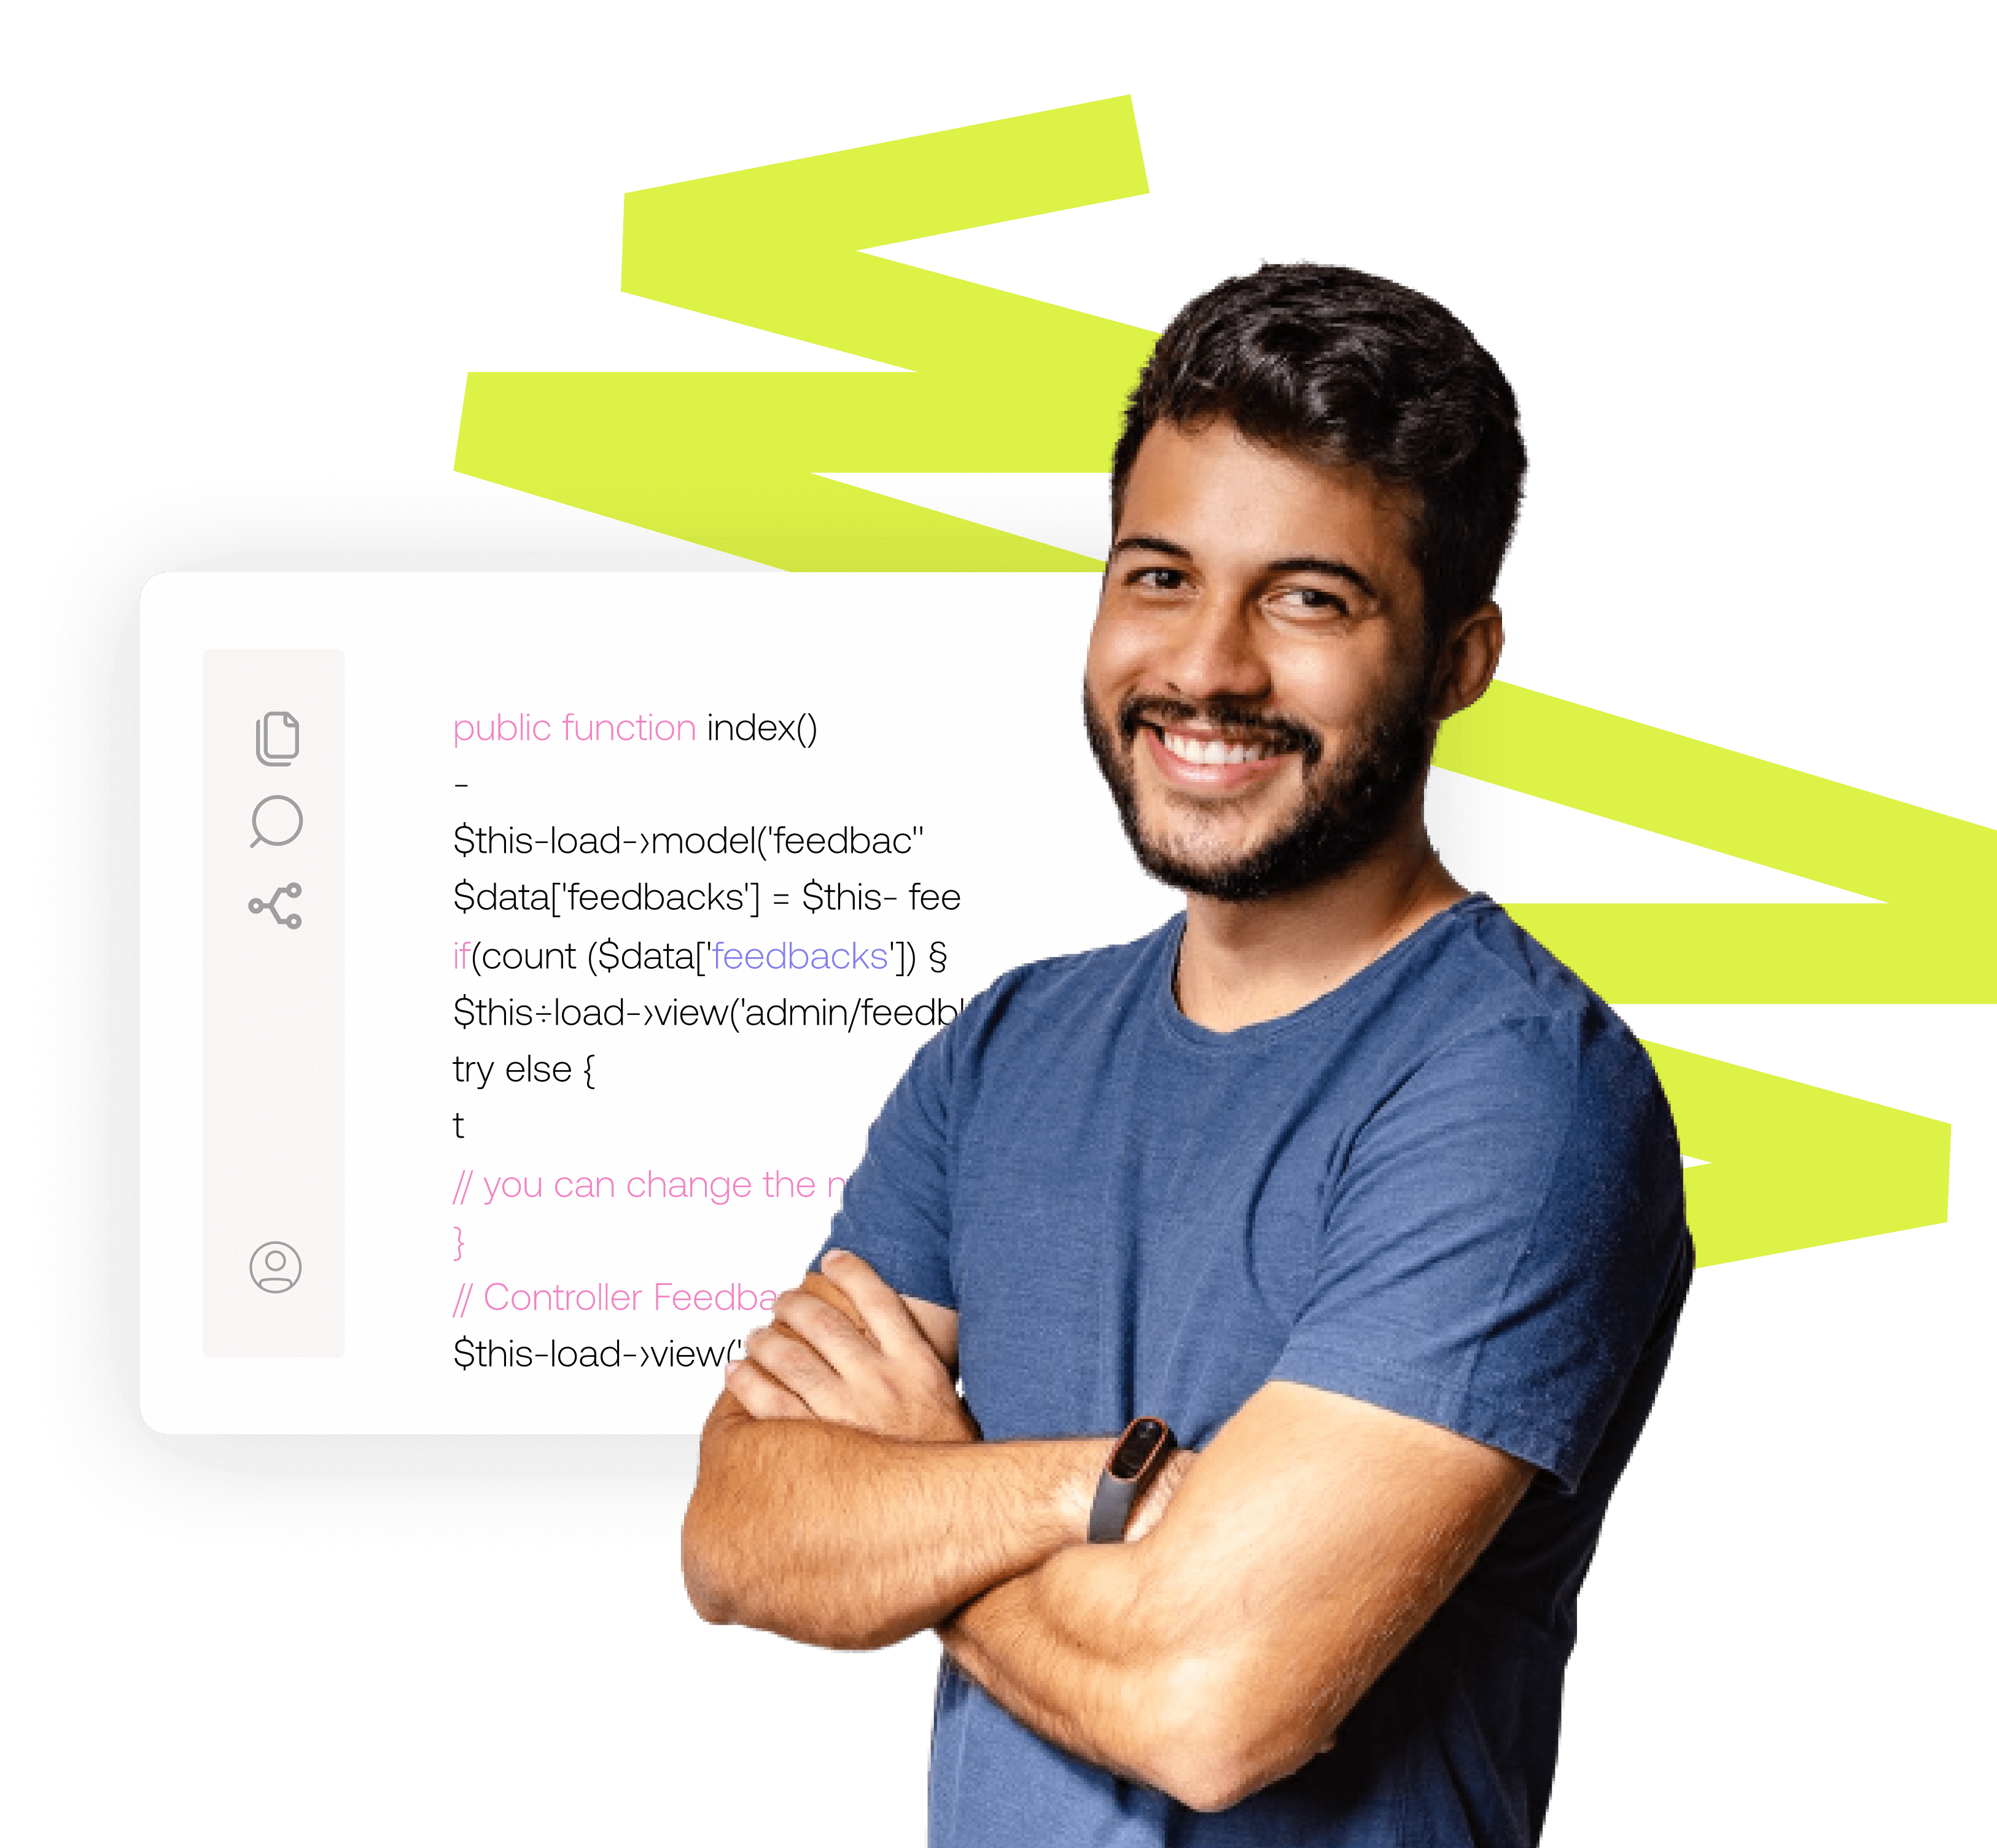 public function index()
-
$this-load-›model('feedbac"
$data['feedbacks'] = $this- fee
if(count ($data['feedbacks']) §
$this÷load-›view('admin/feedb
try else {
t
// you can change the
}
// Controller Feedba
$this-load-›view('